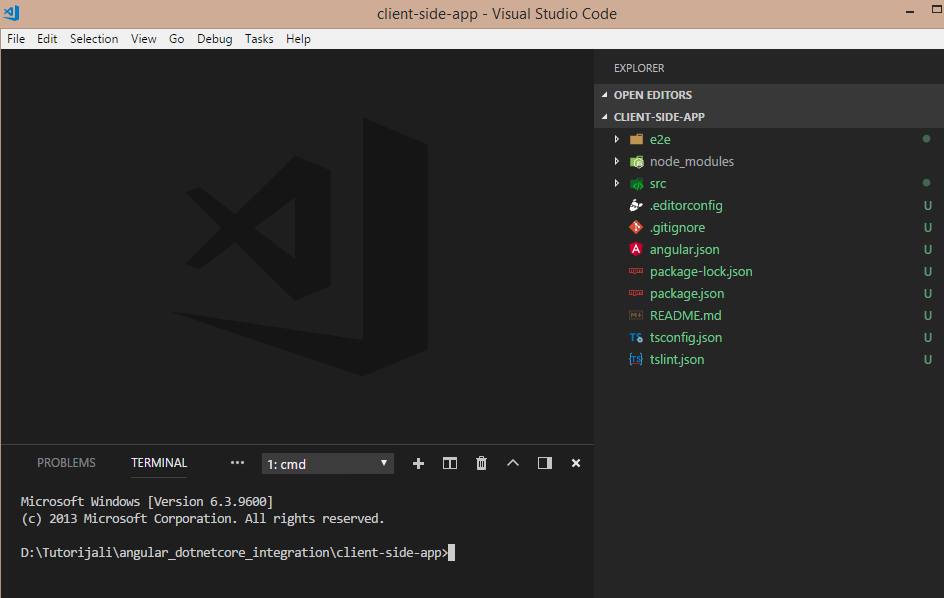 client-side-app - Visual Studio Code
File Edit Selection View Go Debug Tasks Help
EXPLORER
OPEN EDITORS
CLIENT-SIDE-APP
e2e
node_modules
src
.editorconfig U
.gitignore U
angular.json U
package-lock.json U
package.json U
README.md U
tsconfig.json U
tslint.json U
PROBLEMS TERMINAL ••• 1: cmd
Microsoft Windows [Version 6.3.9600]
(c) 2013 Microsoft Corporation. All rights reserved.
D:\Tutorijali\angular_dotnetcore_integration\client-side-app>